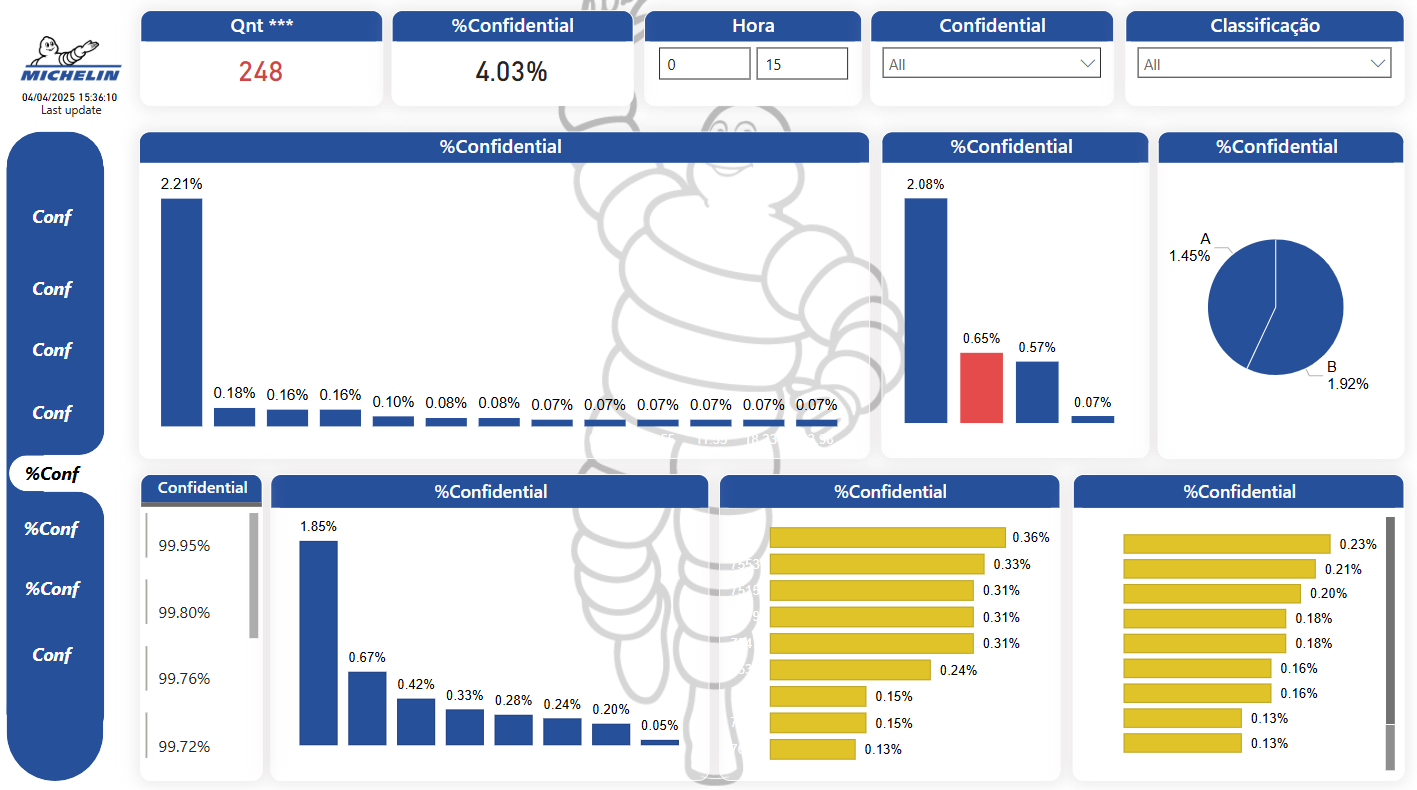 MICHELIN
04/04/2025 15:36:10
Last update
Qnt ***
248
%Confidential
4.03%
Hora
0
15
Confidential
All
Classificação
All
Conf
Conf
Conf
Conf
%Conf
%Conf
%Conf
Conf
%Confidential
2.21%
0.18%
0.16%
0.16%
0.10%
0.08%
0.08%
0.07%
0.07%
0.07%
0.07%
0.07%
0.07%
%Confidential
2.08%
0.65%
0.57%
0.07%
%Confidential
A
1.45%
B
1.92%
Confidential
99.95%
99.80%
99.76%
99.72%
%Confidential
1.85%
0.67%
0.42%
0.33%
0.28%
0.24%
0.20%
0.05%
%Confidential
0.36%
0.33%
0.31%
0.31%
0.31%
0.24%
0.15%
0.15%
0.13%
%Confidential
0.23%
0.21%
0.20%
0.18%
0.18%
0.16%
0.16%
0.13%
0.13%